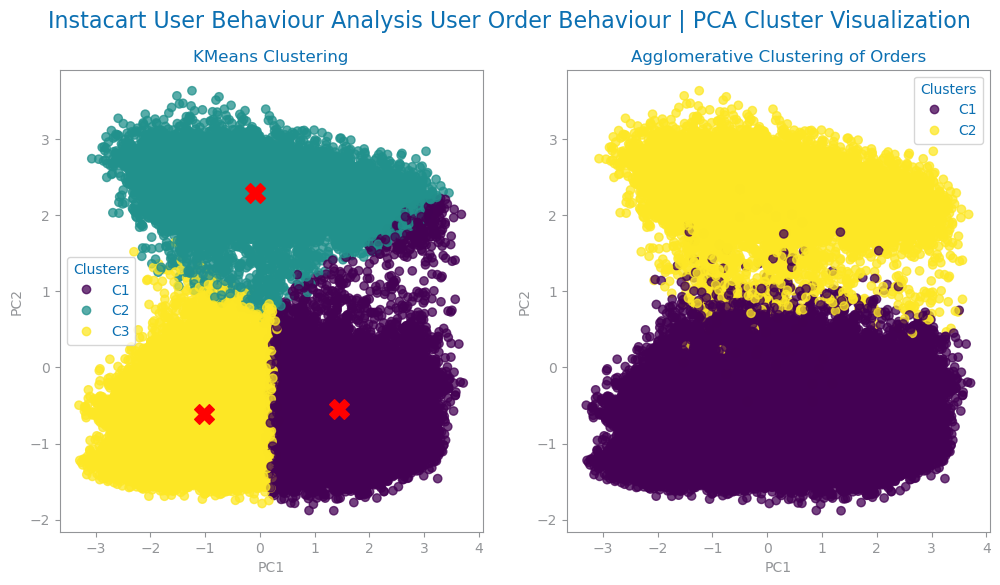 Instacart User Behaviour Analysis User Order Behaviour | PCA Cluster Visualization
KMeans Clustering
PC2
3
2
1
0
−1
−2
Clusters
C1
C2
C3
−3
−2
−1
0
1
2
3
4
PC1
Agglomerative Clustering of Orders
PC2
3
2
1
0
−1
−2
Clusters
C1
C2
−3
−2
−1
0
1
2
3
4
PC1